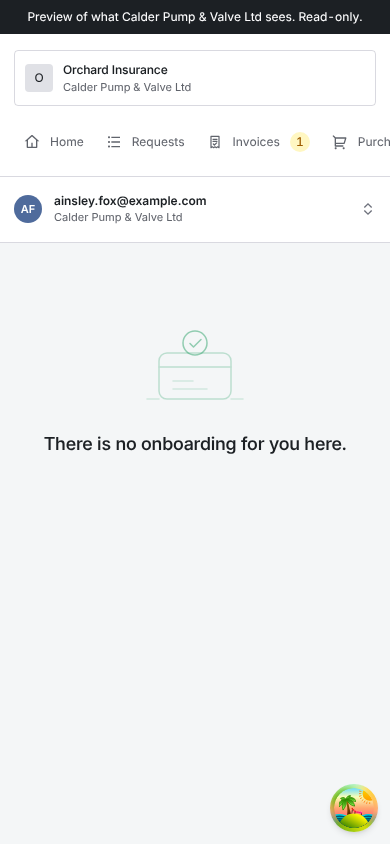 Preview of what Calder Pump & Valve Ltd sees. Read-only.
O
Orchard Insurance
Calder Pump & Valve Ltd
Home
Requests
Invoices
1
Purch
AF
ainsley.fox@example.com
Calder Pump & Valve Ltd
There is no onboarding for you here.